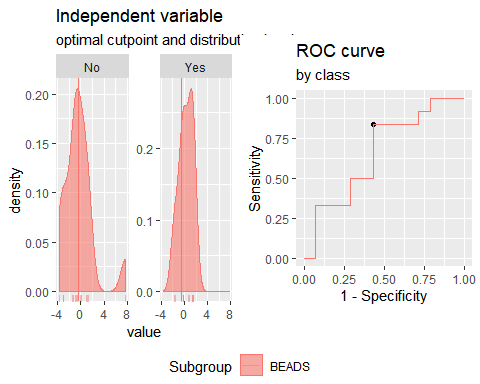 Independent variable
optimal cutpoint and distribut
No
Yes
0.20
0.15
0.10
0.05
0.00
0.2
0.1
0.0
-4 0 4 8
-4 0 4 8
density
value
ROC curve
by class
1.00
0.75
0.50
0.25
0.00
0.00 0.25 0.50 0.75 1.00
Sensitivity
1 - Specificity
Subgroup BEADS